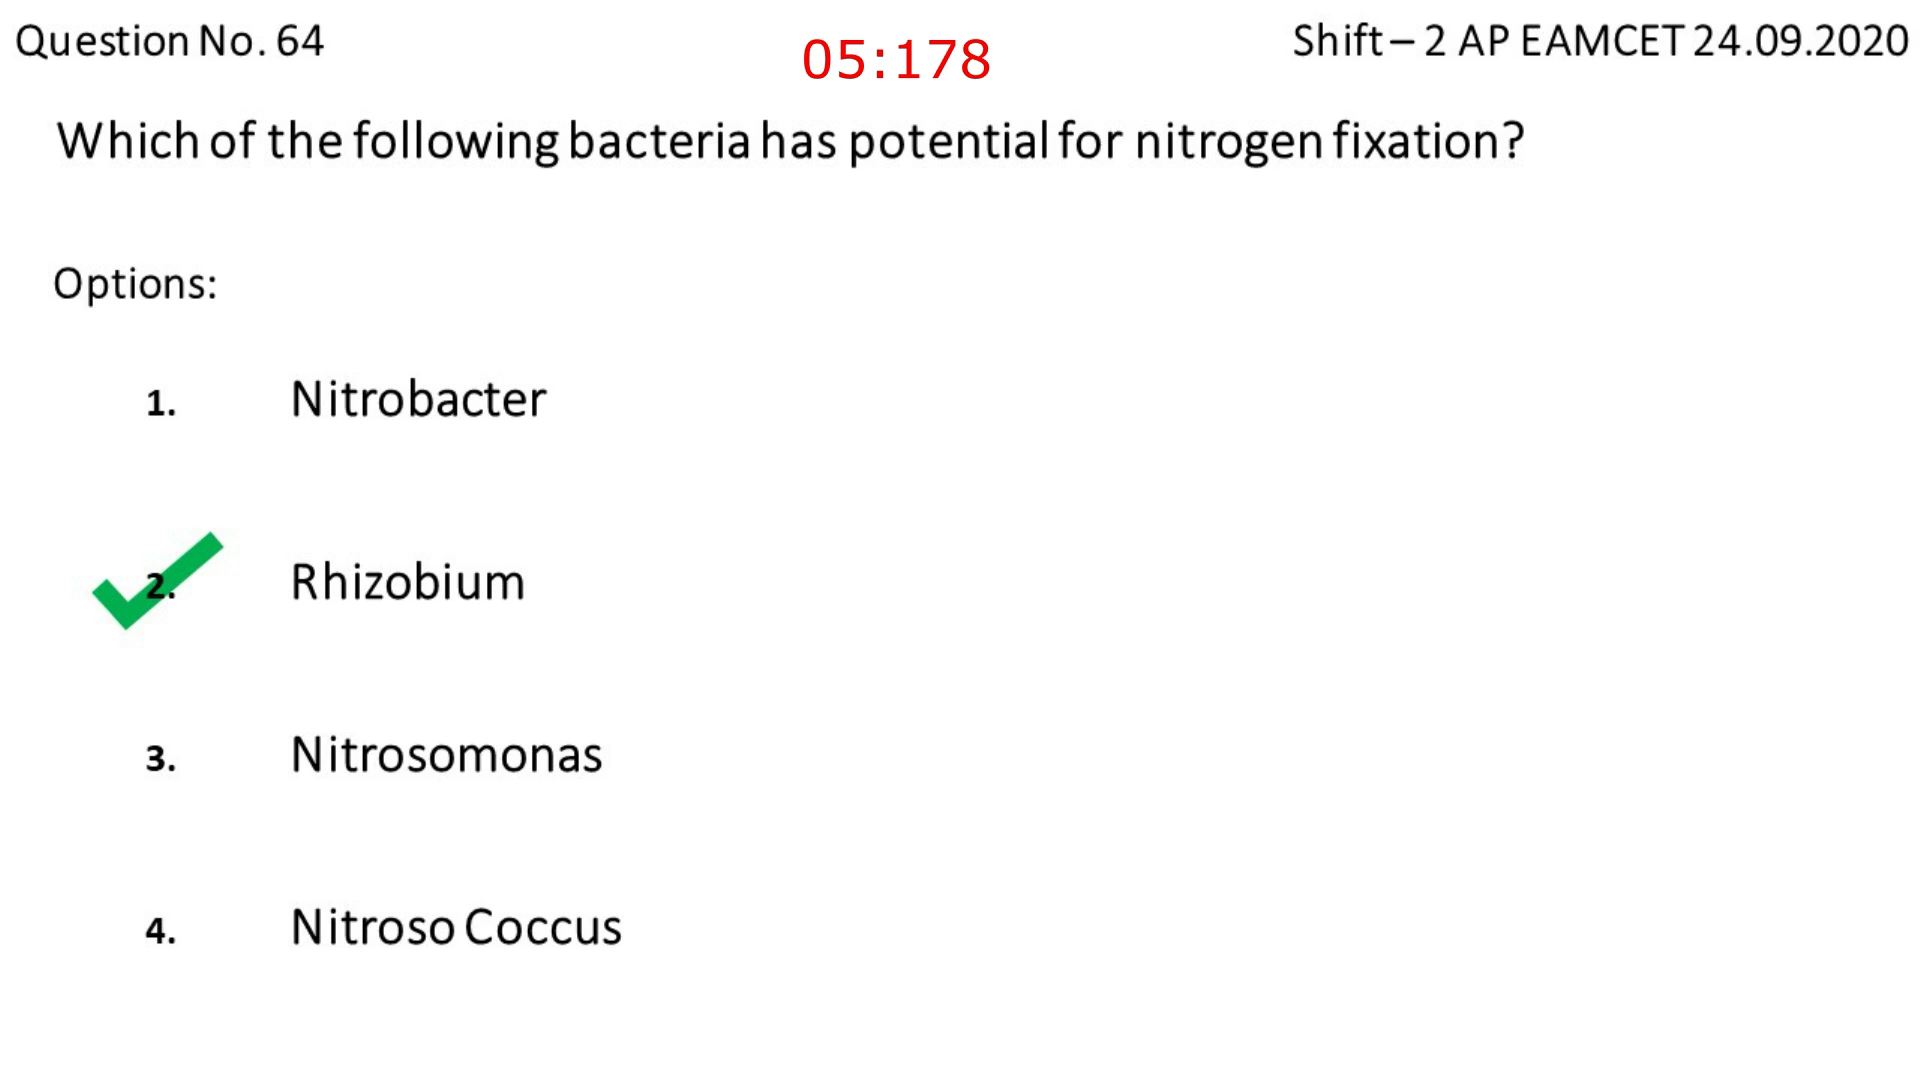 Question No. 64
05:178
Shift – 2 AP EAMCET 24.09.2020
Which of the following bacteria has potential for nitrogen fixation?
Options:
1. Nitrobacter
2. Rhizobium
3. Nitrosomonas
4. Nitroso Coccus